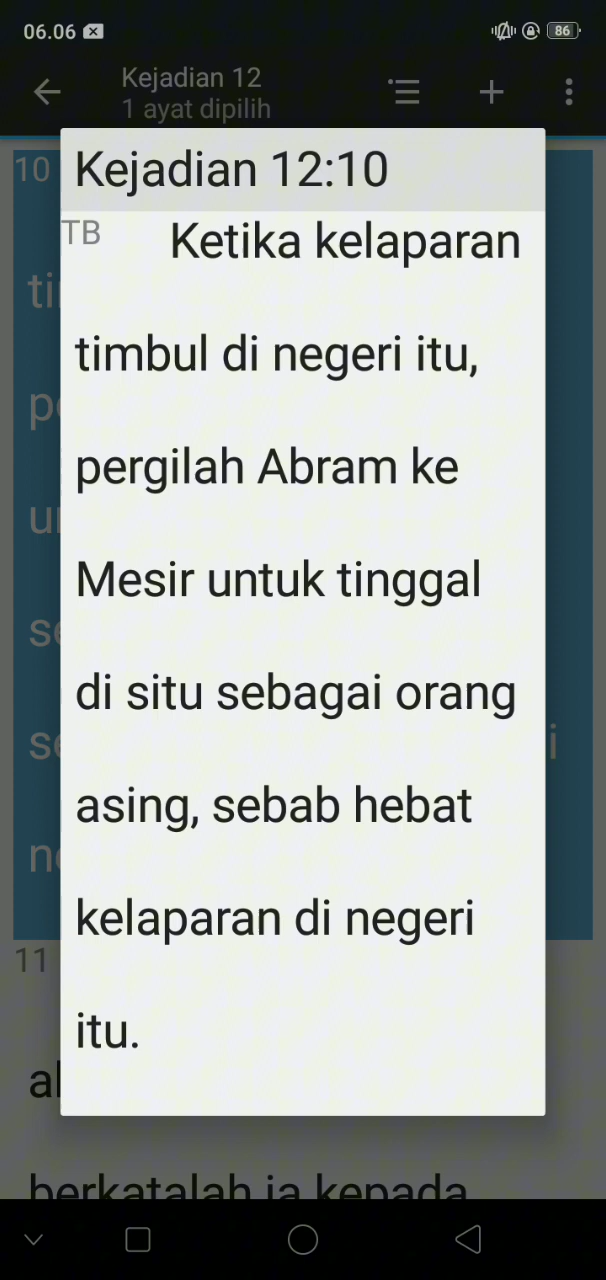 06.06
86
Kejadian 12
1 ayat dipilih
10
Kejadian 12:10
TB Ketika kelaparan
timbul di negeri itu,
pergilah Abram ke
Mesir untuk tinggal
di situ sebagai orang
asing, sebab hebat
kelaparan di negeri
itu.
11
berkatalah ia kepada